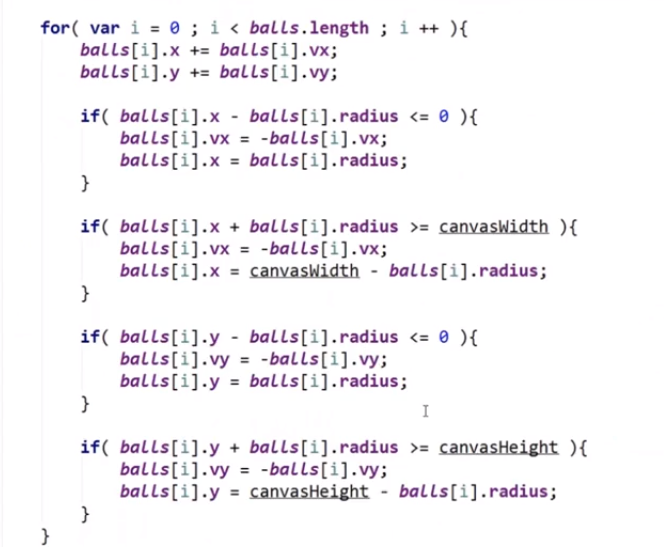 for( var i = 0 ; i < balls.length ; i ++ ){
balls[i].x += balls[i].vx;
balls[i].y += balls[i].vy;
if( balls[i].x - balls[i].radius <= 0 ){
balls[i].vx = -balls[i].vx;
balls[i].x = balls[i].radius;
}
if( balls[i].x + balls[i].radius >= canvasWidth ){
balls[i].vx = -balls[i].vx;
balls[i].x = canvasWidth - balls[i].radius;
}
if( balls[i].y - balls[i].radius <= 0 ){
balls[i].vy = -balls[i].vy;
balls[i].y = balls[i].radius;
}
if( balls[i].y + balls[i].radius >= canvasHeight ){
balls[i].vy = -balls[i].vy;
balls[i].y = canvasHeight - balls[i].radius;
}
}